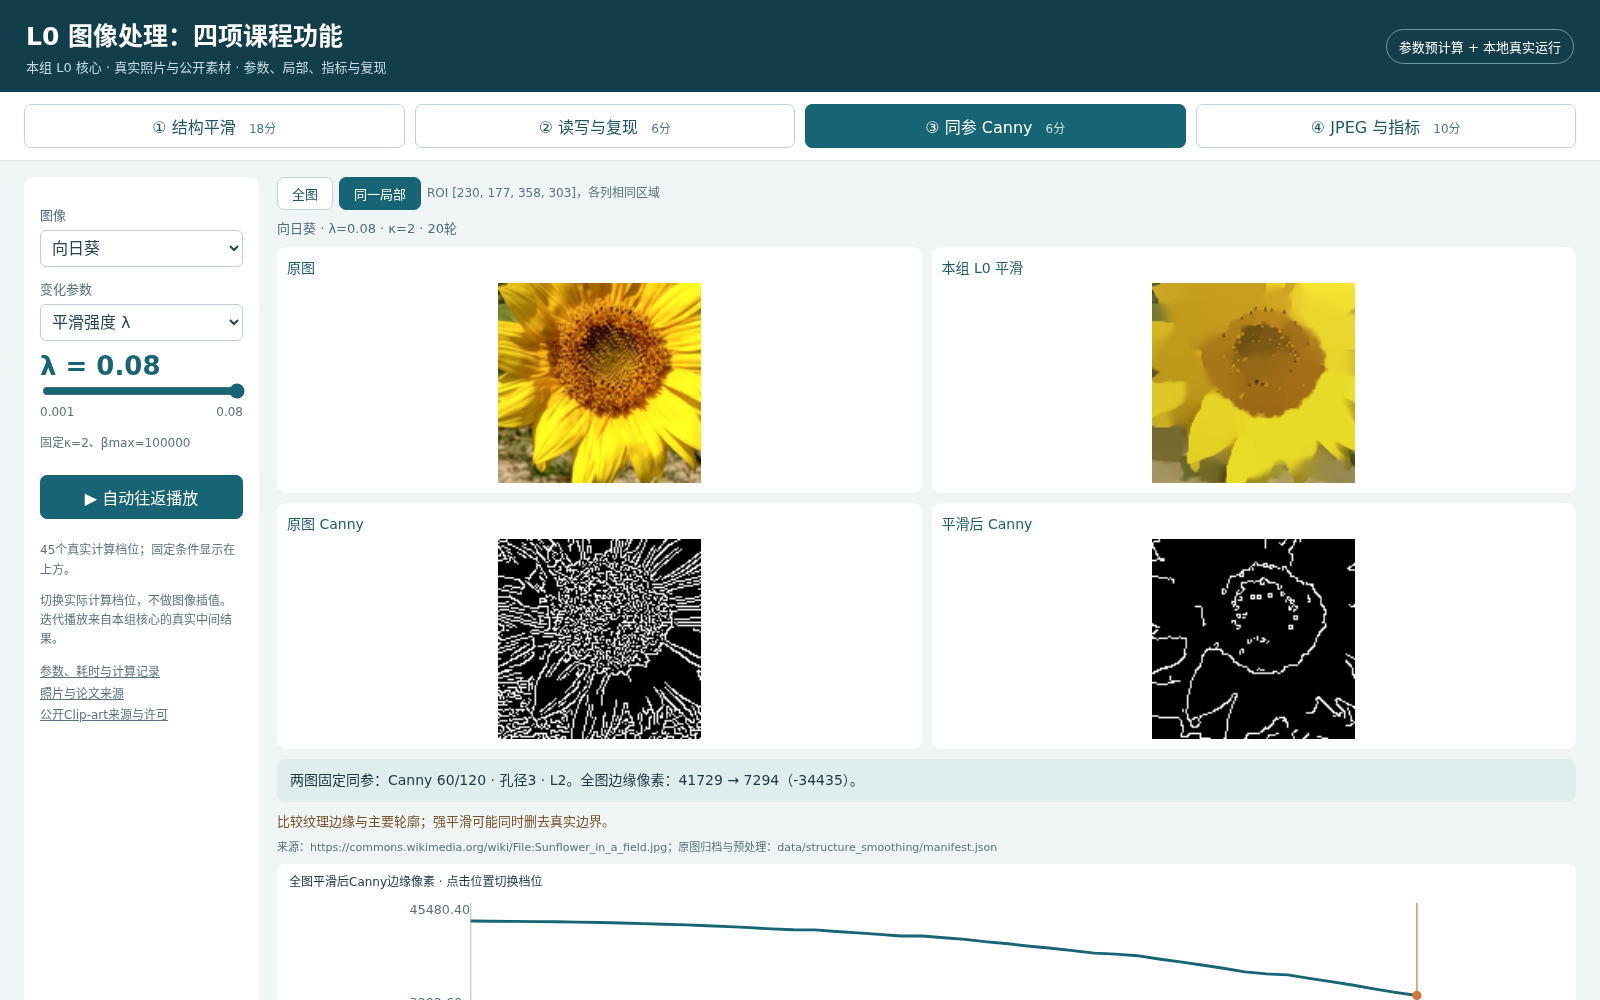 L0 图像处理：四项课程功能
本组 L0 核心 · 真实照片与公开素材 · 参数、局部、指标与复现
参数预计算 + 本地真实运行
① 结构平滑 18分
② 读写与复现 6分
③ 同参 Canny 6分
④ JPEG 与指标 10分
图像
向日葵
变化参数
平滑强度 λ
λ = 0.08
0.001 0.08
固定κ=2、βmax=100000
▶ 自动往返播放
45个真实计算档位；固定条件显示在
上方。
切换实际计算档位，不做图像插值。
迭代播放来自本组核心的真实中间结
果。
参数、耗时与计算记录
照片与论文来源
公开Clip-art来源与许可
全图 同一局部 ROI [230, 177, 358, 303]，各列相同区域
向日葵 · λ=0.08 · κ=2 · 20轮
原图
本组 L0 平滑
原图 Canny
平滑后 Canny
两图固定同参：Canny 60/120 · 孔径3 · L2。全图边缘像素：41729 → 7294（-34435）。
比较纹理边缘与主要轮廓；强平滑可能同时删去真实边界。
来源：https://commons.wikimedia.org/wiki/File:Sunflower_in_a_field.jpg；原图归档与预处理：data/structure_smoothing/manifest.json
全图平滑后Canny边缘像素 · 点击位置切换档位
45480.40